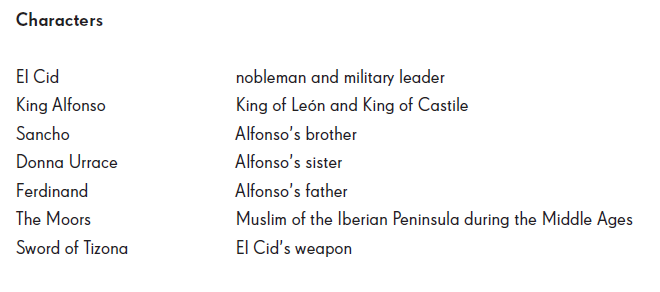 Characters
El Cid nobleman and military leader
King Alfonso King of León and King of Castile
Sancho Alfonso's brother
Donna Urrace Alfonso's sister
Ferdinand Alfonso's father
The Moors Muslim of the Iberian Peninsula during the Middle Ages
Sword of Tizona El Cid's weapon